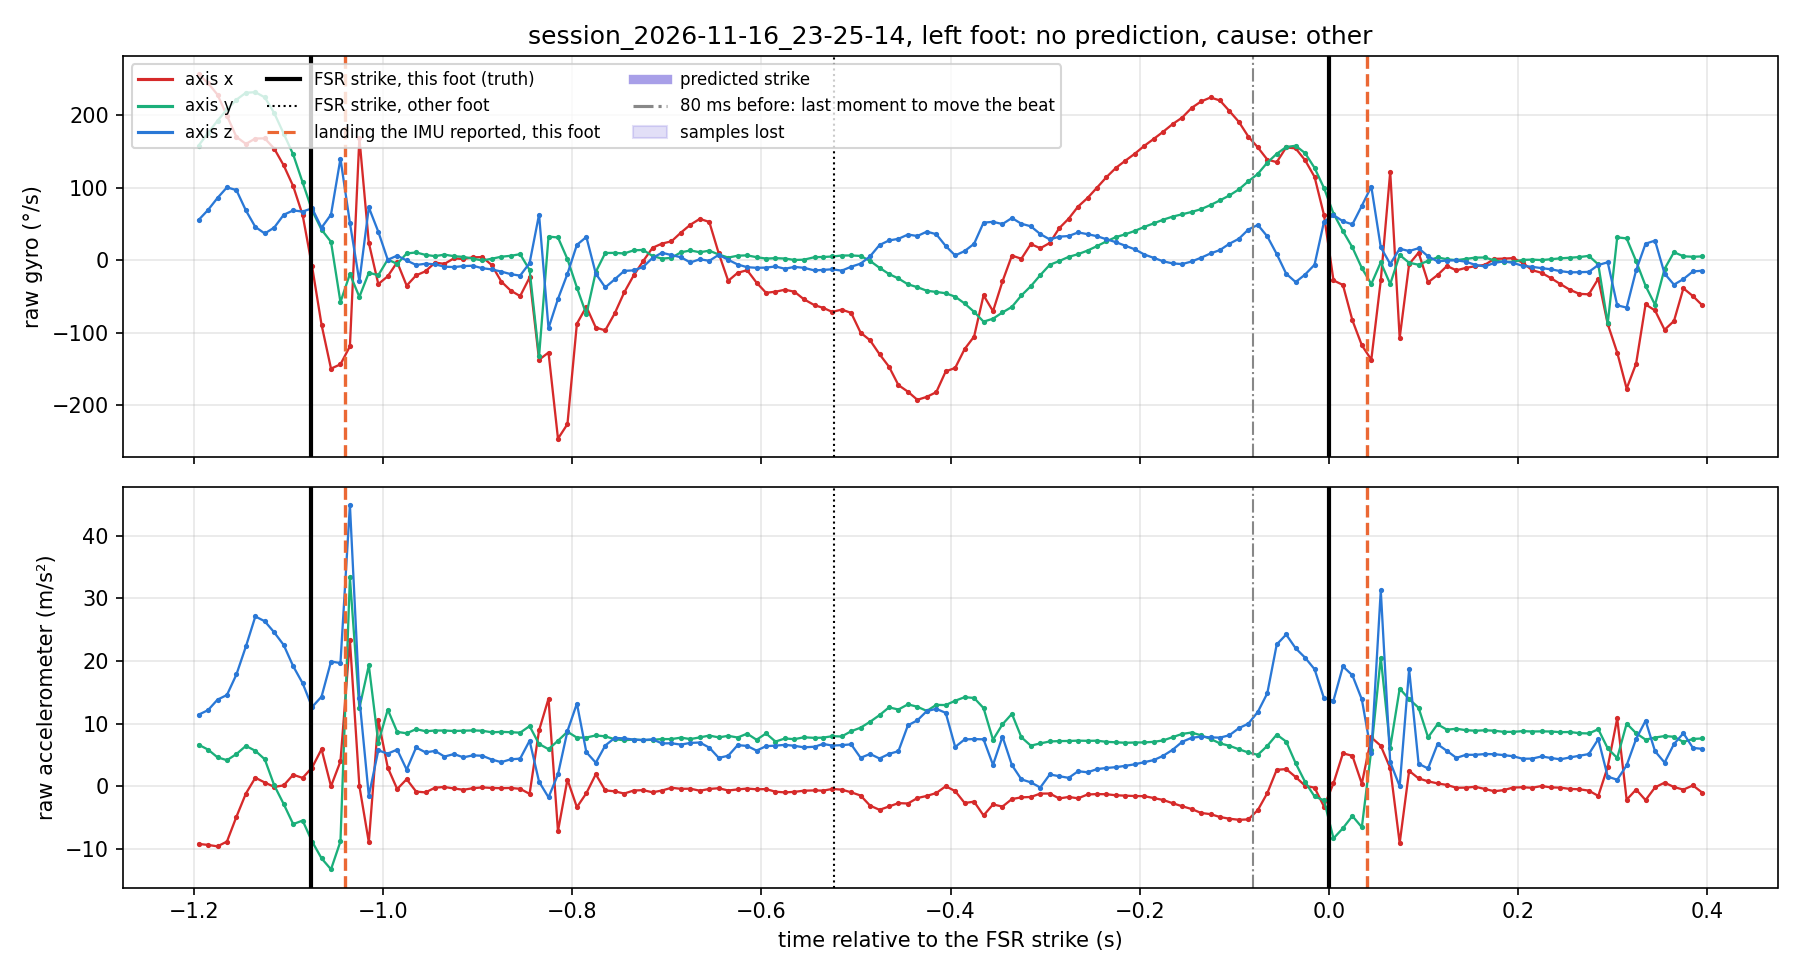 session_2026-11-16_23-25-14, left foot: no prediction, cause: other
axis x
axis y
axis z
FSR strike, this foot (truth)
FSR strike, other foot
landing the IMU reported, this foot
predicted strike
80 ms before: last moment to move the beat
samples lost
raw gyro (°/s)
200
100
0
−100
−200
raw accelerometer (m/s²)
40
30
20
10
0
−10
−1.2
−1.0
−0.8
−0.6
−0.4
−0.2
0.0
0.2
0.4
time relative to the FSR strike (s)